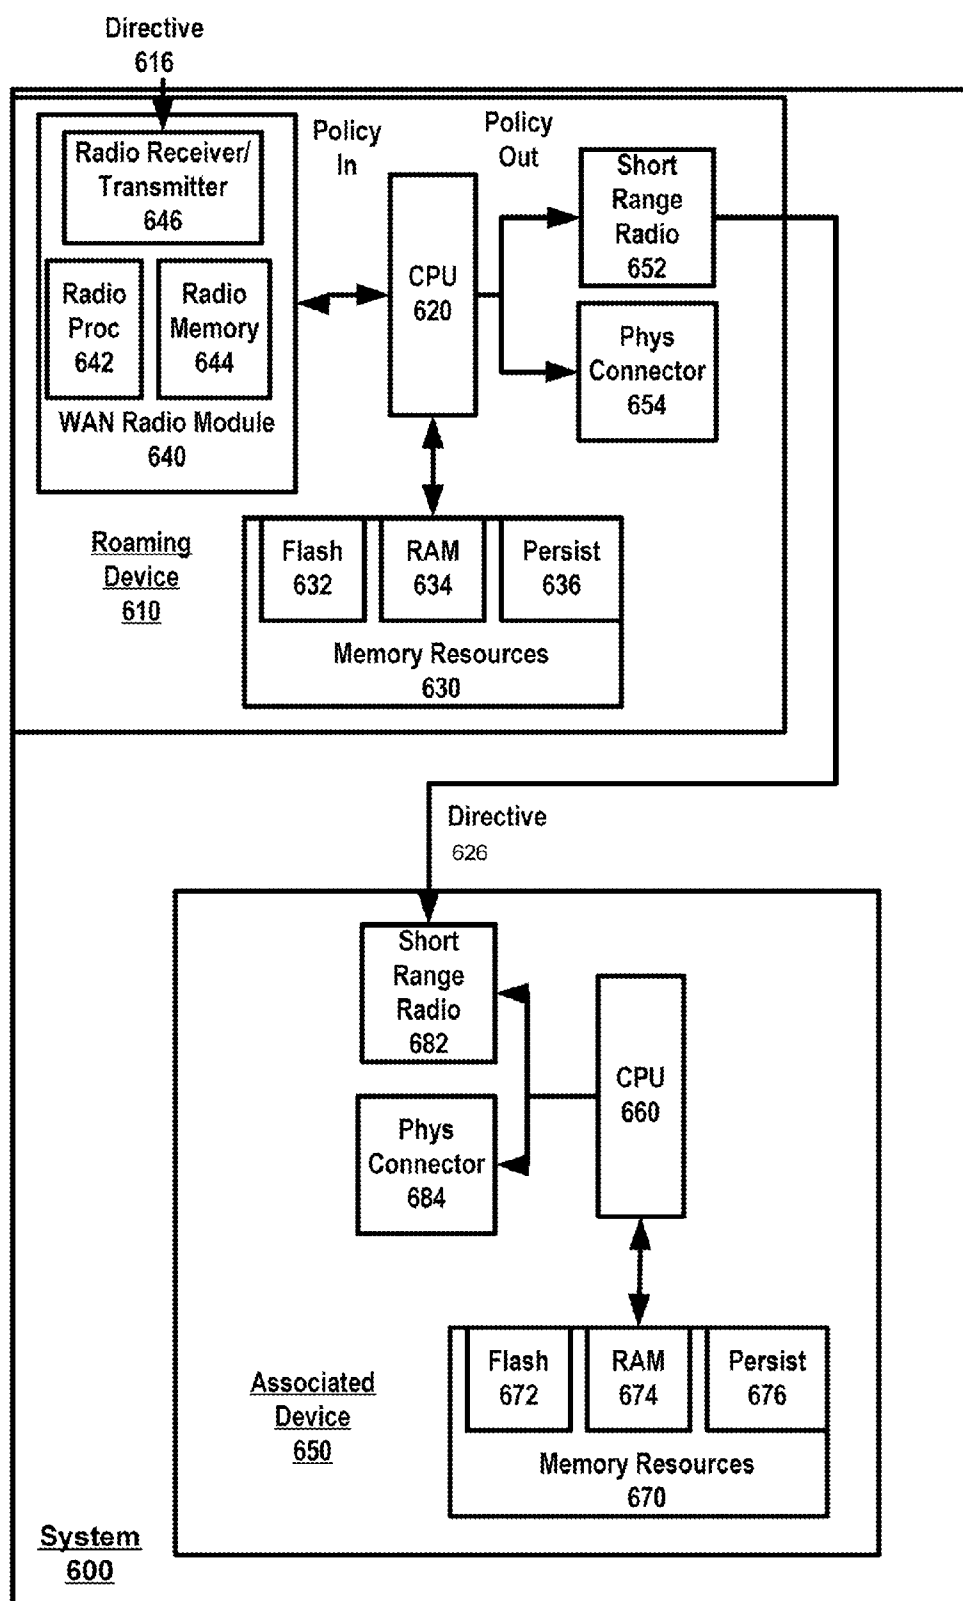 Directive
616
Radio Receiver/
Transmitter
646
Policy
In
Policy
Out
Short
Range
Radio
652
Radio
Proc
642
Radio
Memory
644
WAN Radio Module
640
CPU
620
Phys
Connector
654
Roaming
Device
610
Flash
632
RAM
634
Persist
636
Memory Resources
630
Directive
626
Short
Range
Radio
682
CPU
660
Phys
Connector
684
Associated
Device
650
Flash
672
RAM
674
Persist
676
Memory Resources
670
System
600